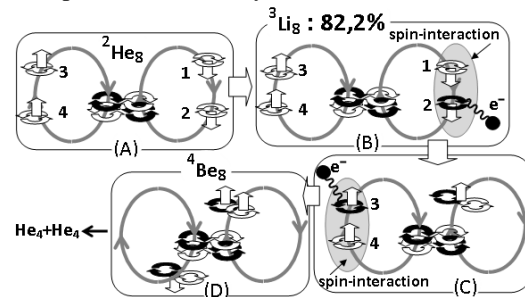 ²He₈
3
4
1
2
(A)
³Li₈ : 82,2%
spin-interaction
3
4
1
2
e⁻
(B)
⁴Be₈
He₄+He₄
(D)
e⁻
3
4
spin-interaction
(C)